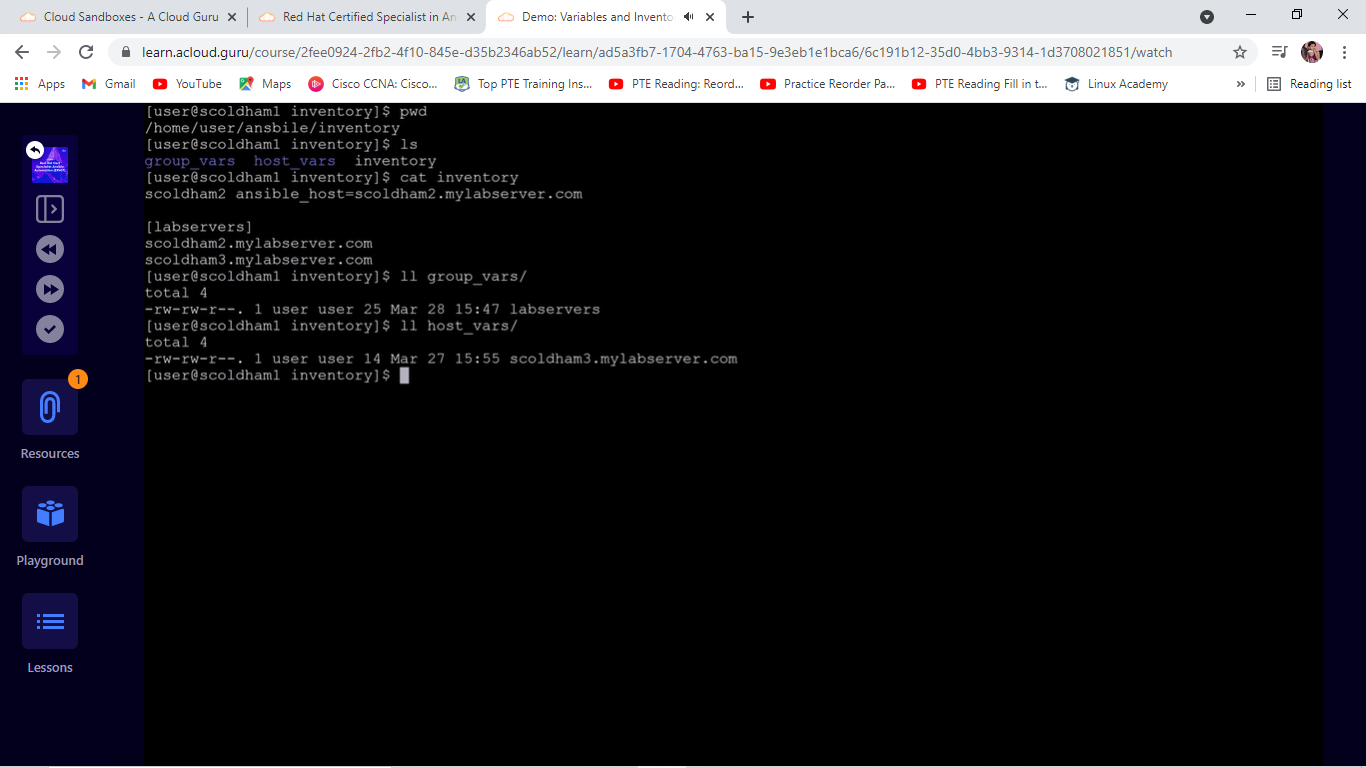 Cloud Sandboxes - A Cloud Guru
Red Hat Certified Specialist in An
Demo: Variables and Invento
learn.acloud.guru/course/2fee0924-2fb2-4f10-845e-d35b2346ab52/learn/ad5a3fb7-1704-4763-ba15-9e3eb1e1bca6/6c191b12-35d0-4bb3-9314-1d3708021851/watch
Apps Gmail YouTube Maps Cisco CCNA: Cisco... Top PTE Training Ins... PTE Reading: Reord... Practice Reorder Pa... PTE Reading Fill in t... Linux Academy » Reading list
[user@scoldham1 inventory]$ pwd
/home/user/ansbile/inventory
[user@scoldham1 inventory]$ ls
group_vars host_vars inventory
[user@scoldham1 inventory]$ cat inventory
scoldham2 ansible_host=scoldham2.mylabserver.com
[labservers]
scoldham2.mylabserver.com
scoldham3.mylabserver.com
[user@scoldham1 inventory]$ ll group_vars/
total 4
-rw-rw-r--. 1 user user 25 Mar 28 15:47 labservers
[user@scoldham1 inventory]$ ll host_vars/
total 4
-rw-rw-r--. 1 user user 14 Mar 27 15:55 scoldham3.mylabserver.com
[user@scoldham1 inventory]$
1
Resources
Playground
Lessons